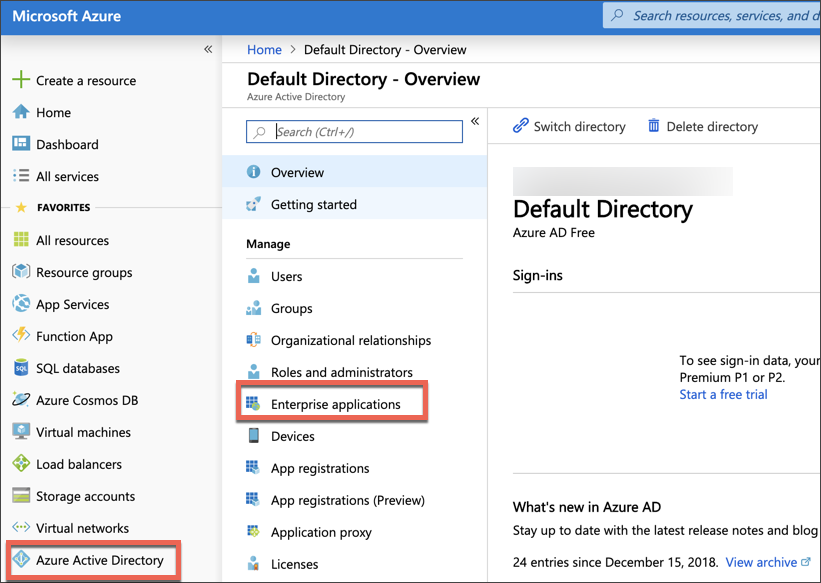 Microsoft Azure
Search resources, services, and d
Home > Default Directory - Overview
Default Directory - Overview
Azure Active Directory
Create a resource
Home
Dashboard
All services
FAVORITES
All resources
Resource groups
App Services
Function App
SQL databases
Azure Cosmos DB
Virtual machines
Load balancers
Storage accounts
Virtual networks
Azure Active Directory
Search (Ctrl+/)
Overview
Getting started
Manage
Users
Groups
Organizational relationships
Roles and administrators
Enterprise applications
Devices
App registrations
App registrations (Preview)
Application proxy
Licenses
Switch directory
Delete directory
Default Directory
Azure AD Free
Sign-ins
To see sign-in data, your
Premium P1 or P2.
Start a free trial
What's new in Azure AD
Stay up to date with the latest release notes and blog
24 entries since December 15, 2018. View archive